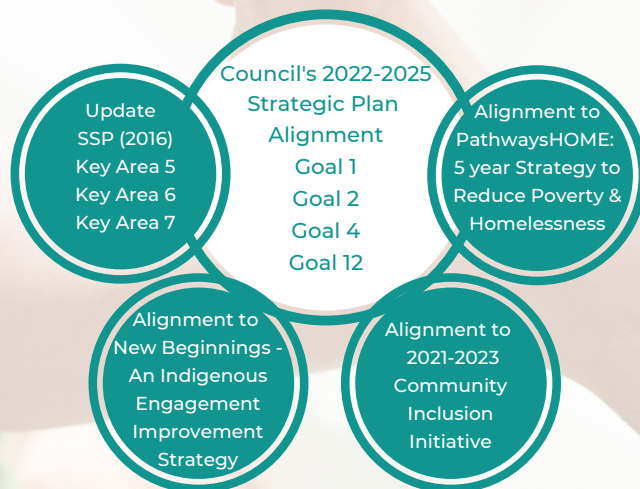 Council's 2022-2025
Strategic Plan
Alignment
Goal 1
Goal 2
Goal 4
Goal 12
Update
SSP (2016)
Key Area 5
Key Area 6
Key Area 7
Alignment to
PathwaysHOME:
5 year Strategy to
Reduce Poverty &
Homelessness
Alignment to
New Beginnings -
An Indigenous
Engagement
Improvement
Strategy
Alignment to
2021-2023
Community
Inclusion
Initiative